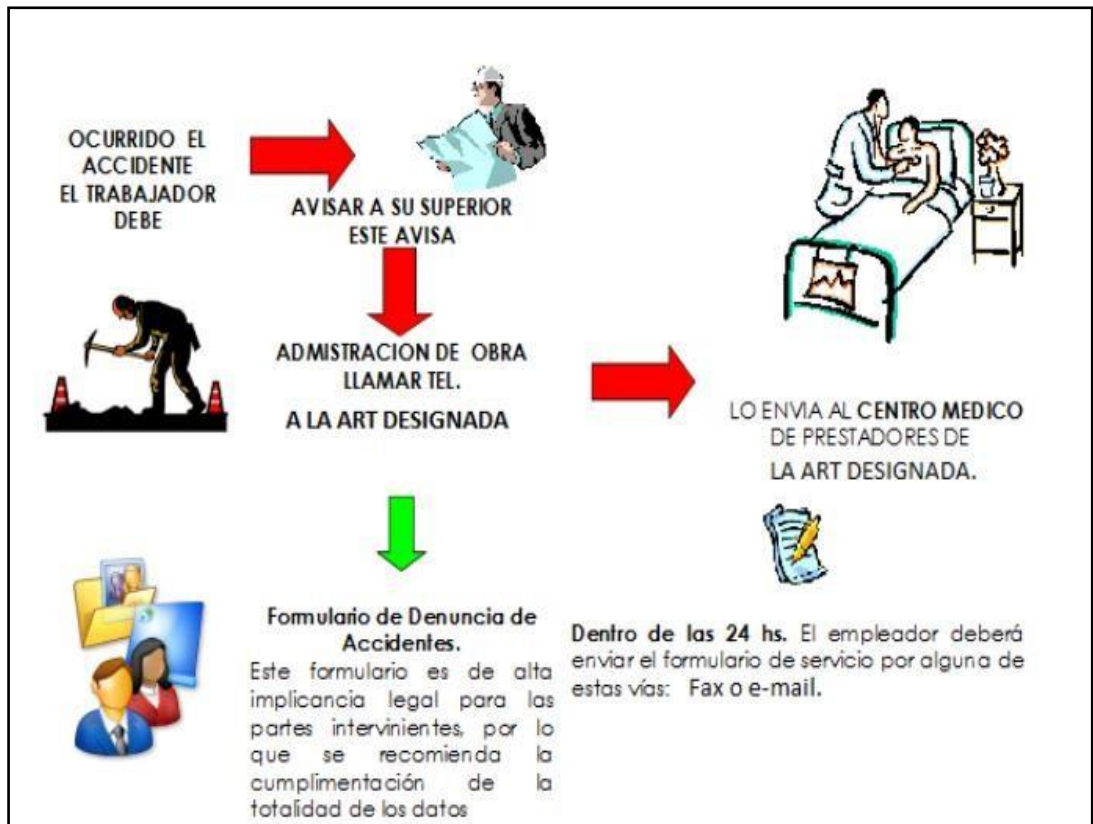 OCURRIDO EL
ACCIDENTE
EL TRABAJADOR
DEBE
AVISAR A SU SUPERIOR
ESTE AVISA
ADMISTRACION DE OBRA
LLAMAR TEL.
A LA ART DESIGNADA
LO ENVIA AL CENTRO MEDICO
DE PRESTADORES DE
LA ART DESIGNADA.
Formulario de Denuncia de
Accidentes.
Este formulario es de alta
implicancia legal para las
partes intervinientes, por lo
que se recomienda la
cumplimentación de la
totalidad de los datos
Dentro de las 24 hs. El empleador deberá
enviar el formulario de servicio por alguna de
estas vías: Fax o e-mail.